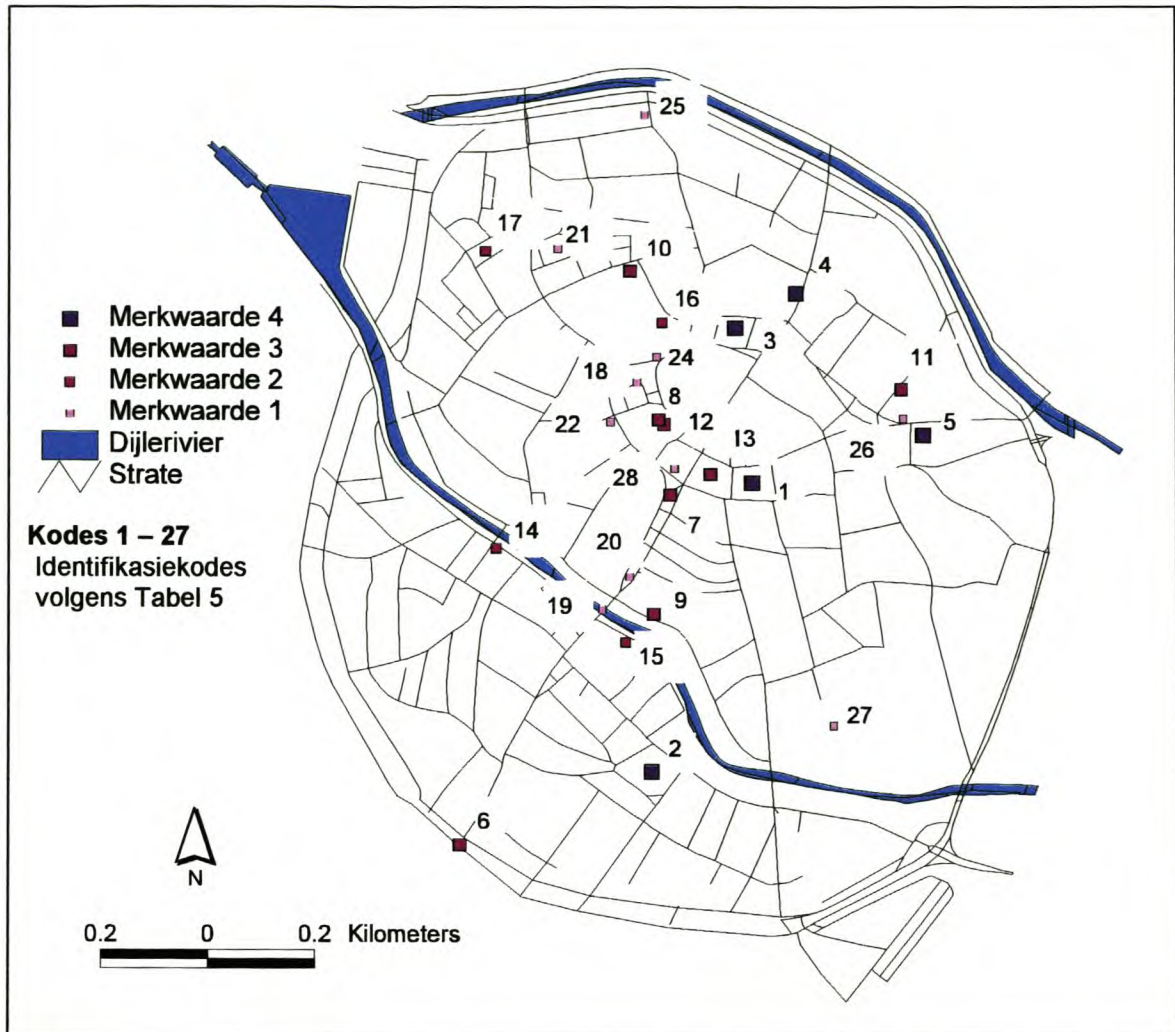 25
17
21
10
4
16
3
Merkwaarde 4
Merkwaarde 3
Merkwaarde 2
Merkwaarde 1
Dijlerivier
Strate
24
18
11
8
22
12
13
5
26
28
1
7
Kodes 1 – 27
Identifikasiekodes
volgens Tabel 5
14
20
19
9
15
27
2
6
N
0.2 0 0.2 Kilometers